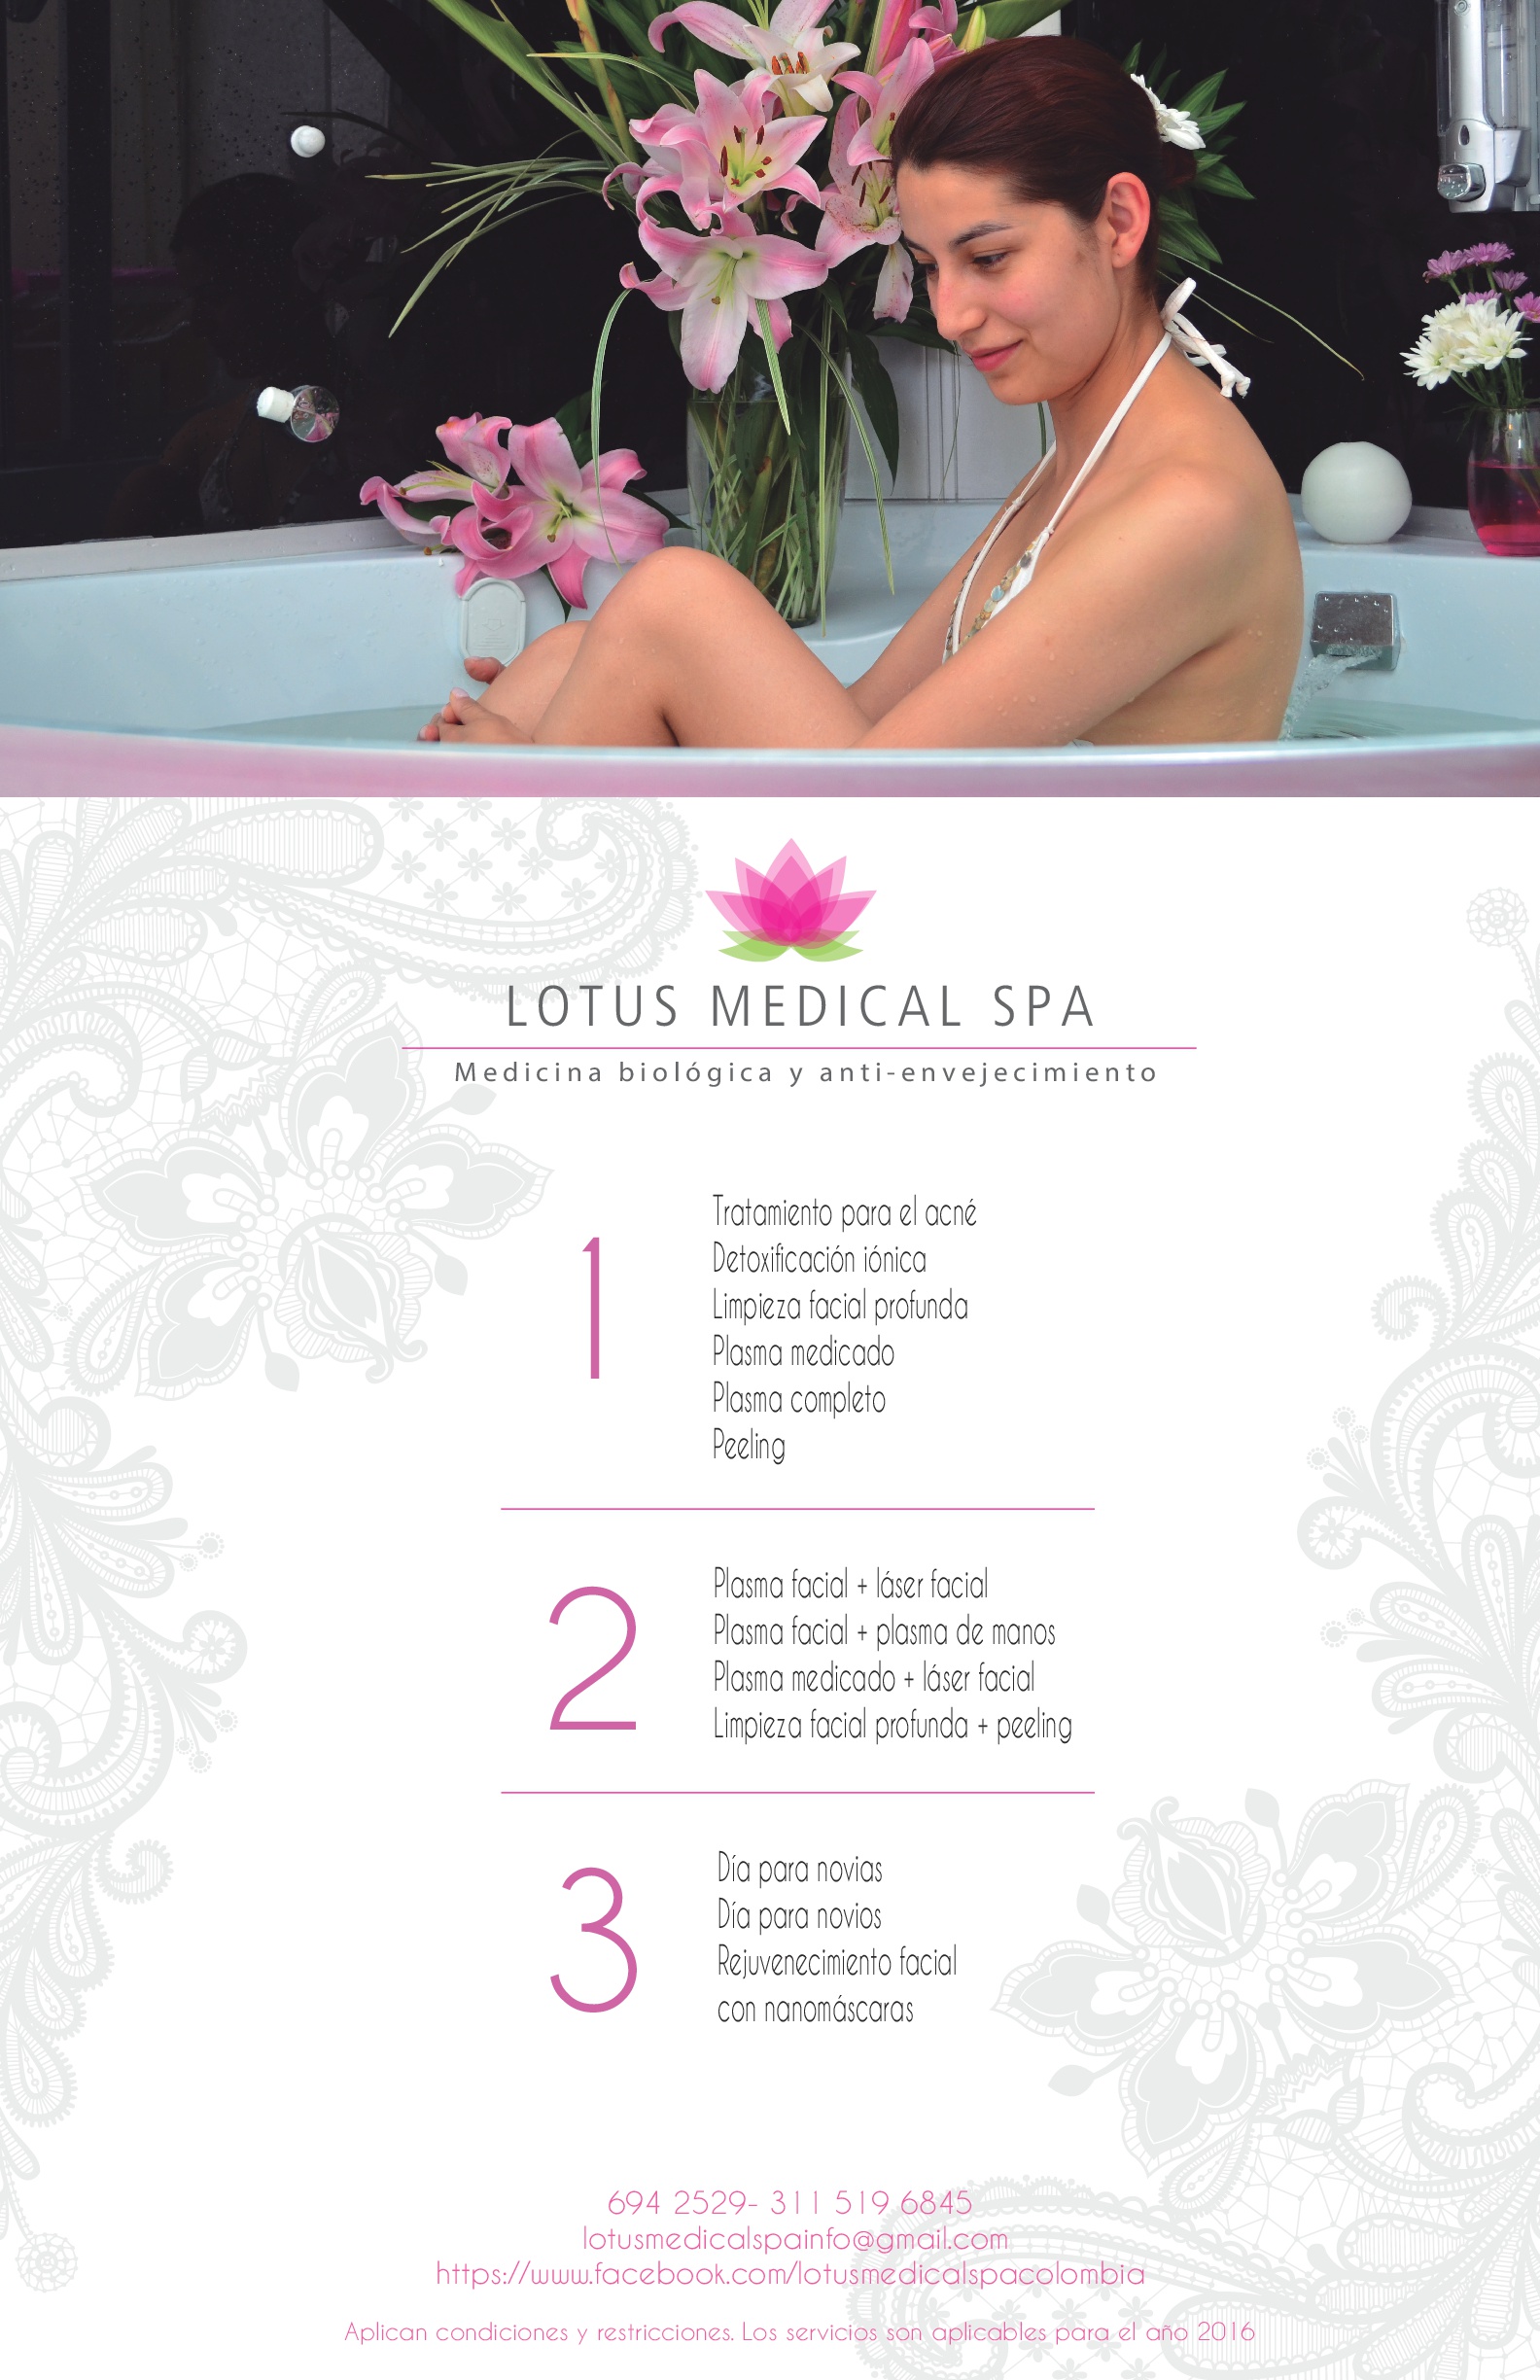 LOTUS MEDICAL SPA
Medicina biológica y anti-envejecimiento
1
Tratamiento para el acné
Detoxificación iónica
Limpieza facial profunda
Plasma medicado
Plasma completo
Peeling
2
Plasma facial + láser facial
Plasma facial + plasma de manos
Plasma medicado + láser facial
Limpieza facial profunda + peeling
3
Día para novias
Día para novios
Rejuvenecimiento facial
con nanomáscaras
694 2529- 311 519 6845
lotusmedicalspainfo@gmail.com
https://www.facebook.com/lotusmedicalspacolombia
Aplican condiciones y restricciones. Los servicios son aplicables para el año 2016